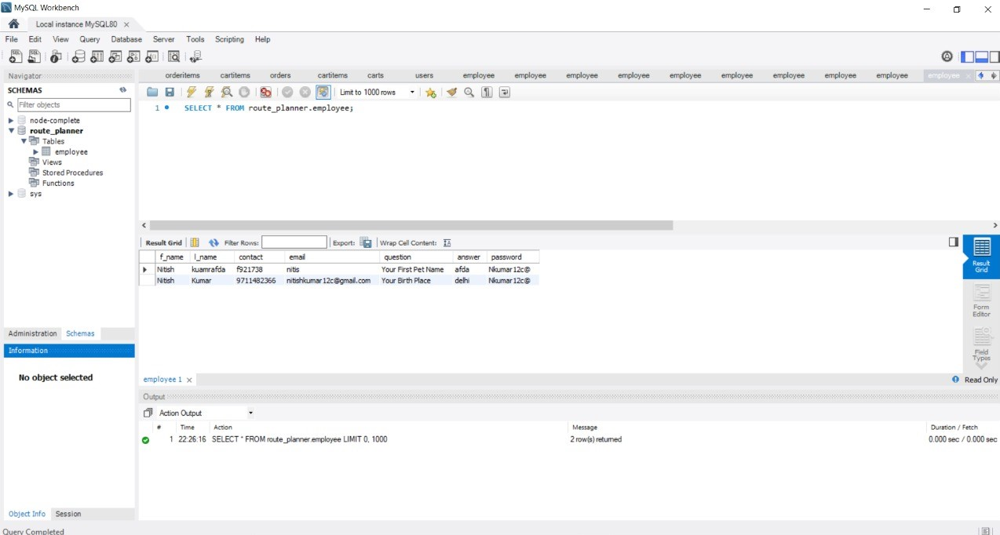 MySQL Workbench
Local instance MySQL80
File Edit View Query Database Server Tools Scripting Help
Navigator
orderitems cartitems orders cartitems carts users employee employee employee employee employee employee employee employee employee employee
SCHEMAS
Filter objects
Limit to 1000 rows
1 SELECT * FROM route_planner.employee;
node-complete
route_planner
Tables
employee
Views
Stored Procedures
Functions
sys
Result Grid Filter Rows: Export: Wrap Cell Content:
f_name l_name contact email question answer password
Nitish kuamrafda f921738 nitis Your First Pet Name afda Nkumar12c@
Nitish Kumar 9711482366 nitishkumar12c@gmail.com Your Birth Place delhi Nkumar12c@
Result
Grid
Form
Editor
Field
Types
Administration Schemas
Information
No object selected
employee 1
Read Only
Output
Action Output
# Time Action Message Duration / Fetch
1 22:26:16 SELECT * FROM route_planner.employee LIMIT 0, 1000 2 row(s) returned 0.000 sec / 0.000 sec
Object Info Session
Query Completed